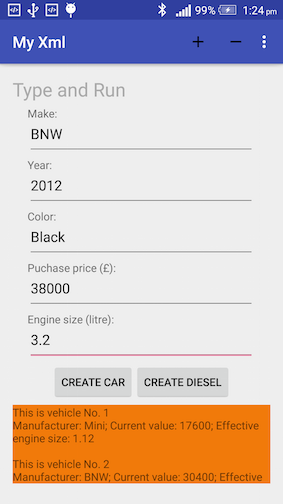 99% 1:24 pm
My Xml
Type and Run
Make:
BNW
Year:
2012
Color:
Black
Puchase price (£):
38000
Engine size (litre):
3.2
CREATE CAR CREATE DIESEL
This is vehicle No. 1
Manufacturer: Mini; Current value: 17600; Effective
engine size: 1.12
This is vehicle No. 2
Manufacturer: BNW; Current value: 30400; Effective